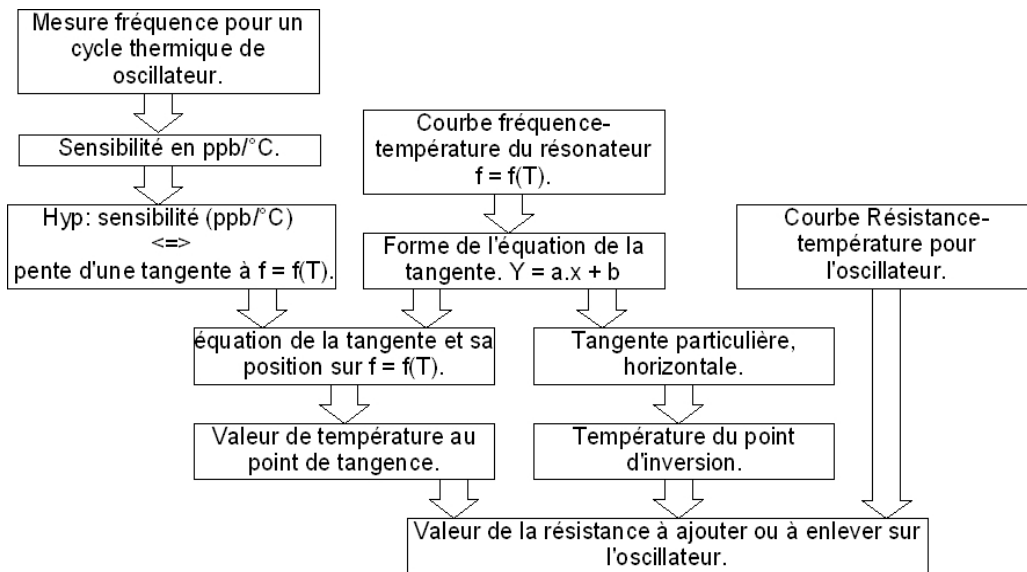 Mesure fréquence pour un
cycle thermique de
oscillateur.
Sensibilité en ppb/°C.
Hyp: sensibilité (ppb/°C)
<=>
pente d'une tangente à f = f(T).
Courbe fréquence-
température du résonateur
f = f(T).
Forme de l'équation de la
tangente. Y = a.x + b
Courbe Résistance-
température pour
l'oscillateur.
équation de la tangente et sa
position sur f = f(T).
Tangente particulière,
horizontale.
Valeur de température au
point de tangence.
Température du point
d'inversion.
Valeur de la résistance à ajouter ou à enlever sur
l'oscillateur.